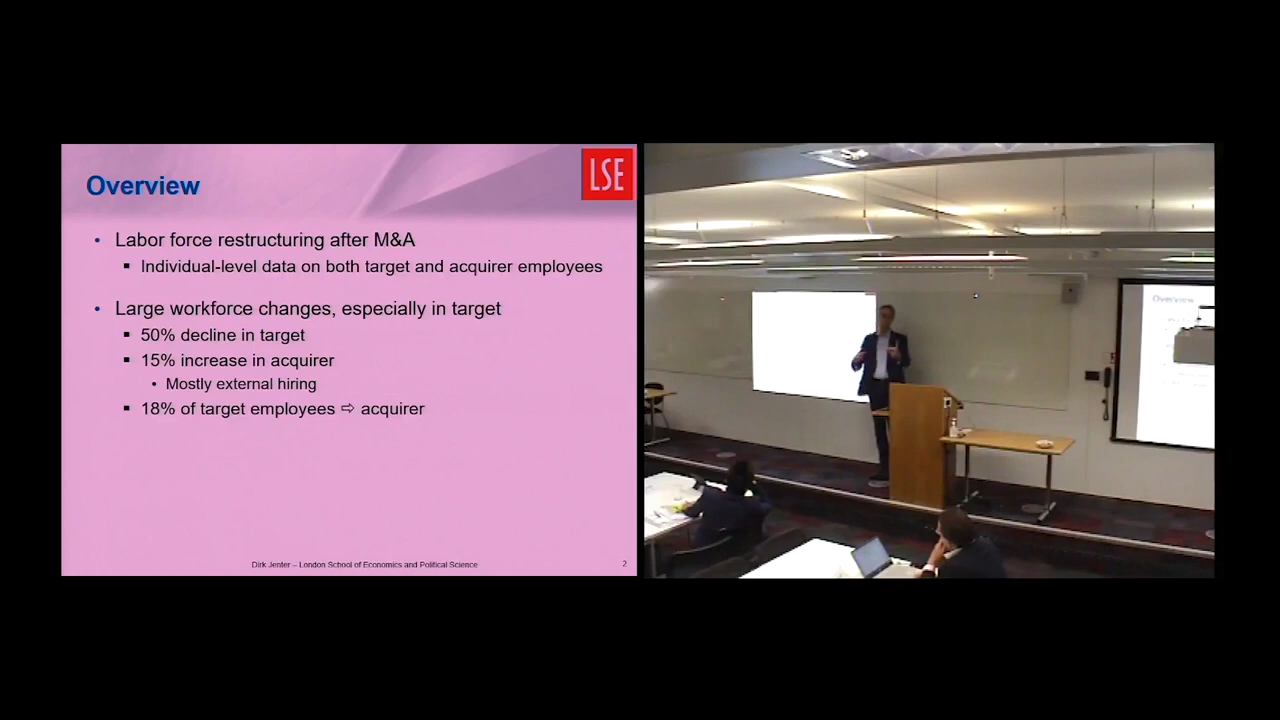 Overview
LSE
• Labor force restructuring after M&A
▪ Individual-level data on both target and acquirer employees
• Large workforce changes, especially in target
▪ 50% decline in target
▪ 15% increase in acquirer
• Mostly external hiring
▪ 18% of target employees ⇨ acquirer
Dirk Jenter – London School of Economics and Political Science
2
Overview